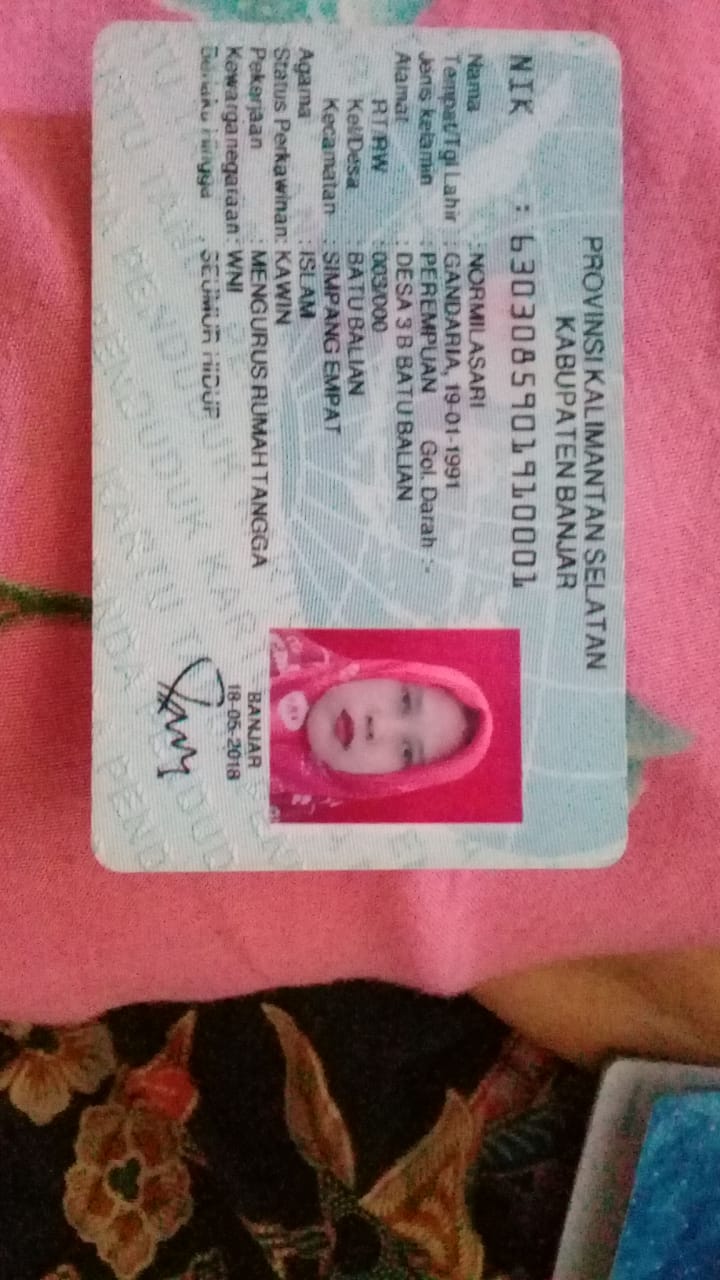 PROVINSI KALIMANTAN SELATAN
KABUPATEN BANJAR
NIK : 6303085901910001
Nama : NORMILASARI
Tempat/Tgl Lahir : GANDARIA, 19-01-1991
Jenis kelamin : PEREMPUAN Gol. Darah :-
Alamat : DESA 3 B BATU BALIAN
RT/RW : 003/000
Kel/Desa : BATU BALIAN
Kecamatan : SIMPANG EMPAT
Agama : ISLAM
Status Perkawinan: KAWIN
Pekerjaan : MENGURUS RUMAH TANGGA
Kewarganegaraan: WNI
Berlaku Hingga : SEUMUR HIDUP
BANJAR
18-05-2018